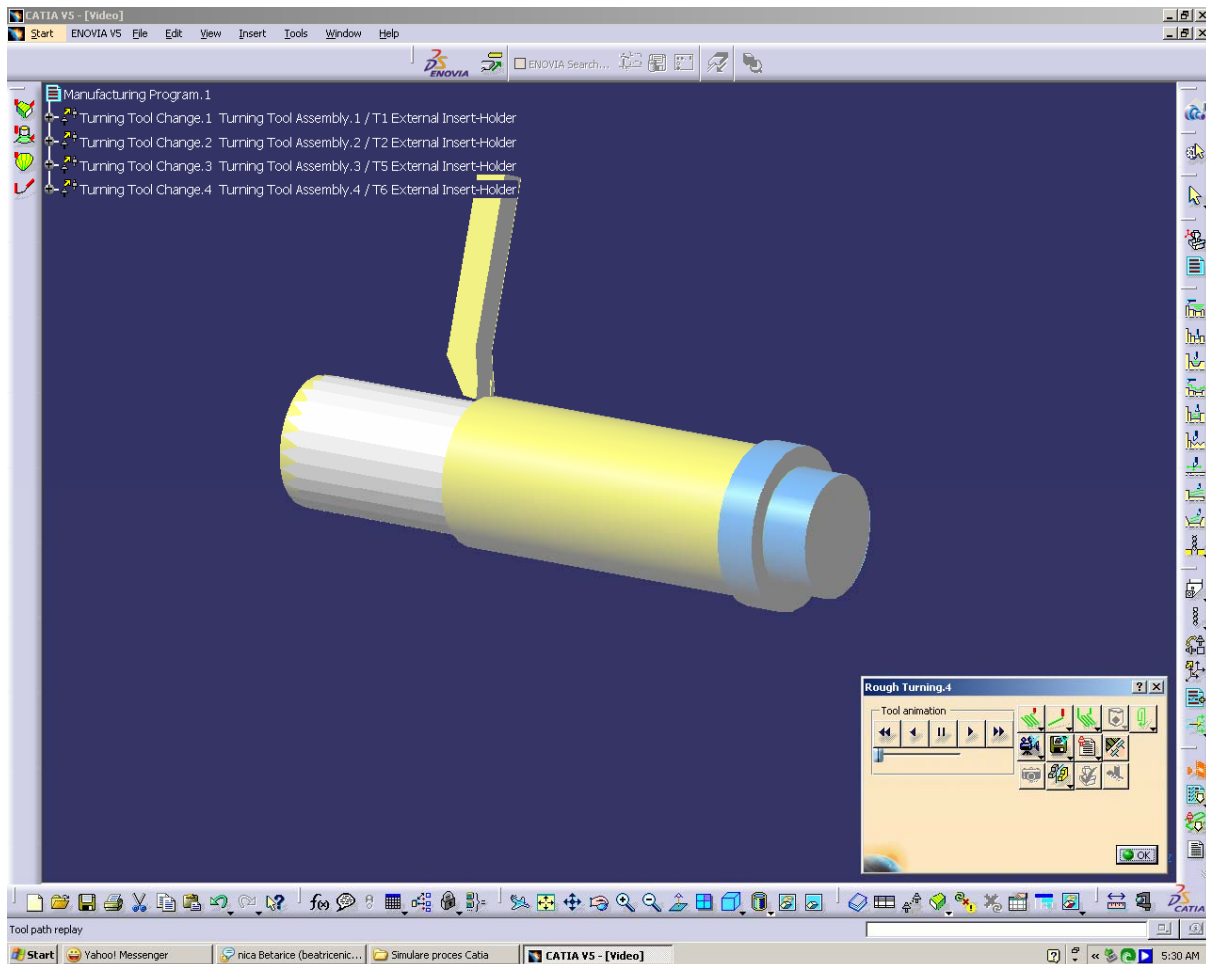 CATIA V5 - [Video]
Start ENOVIA V5 File Edit View Insert Tools Window Help
ENOVIA
ENOVIA Search...
Manufacturing Program.1
Turning Tool Change.1 Turning Tool Assembly.1 / T1 External Insert-Holder
Turning Tool Change.2 Turning Tool Assembly.2 / T2 External Insert-Holder
Turning Tool Change.3 Turning Tool Assembly.3 / T5 External Insert-Holder
Turning Tool Change.4 Turning Tool Assembly.4 / T6 External Insert-Holder
Rough Turning.4
Tool animation
OK
f(x)
CATIA
Tool path replay
Start Yahoo! Messenger nica Betarice (beatricenic... Simulare proces Catia CATIA V5 - [Video] 5:30 AM